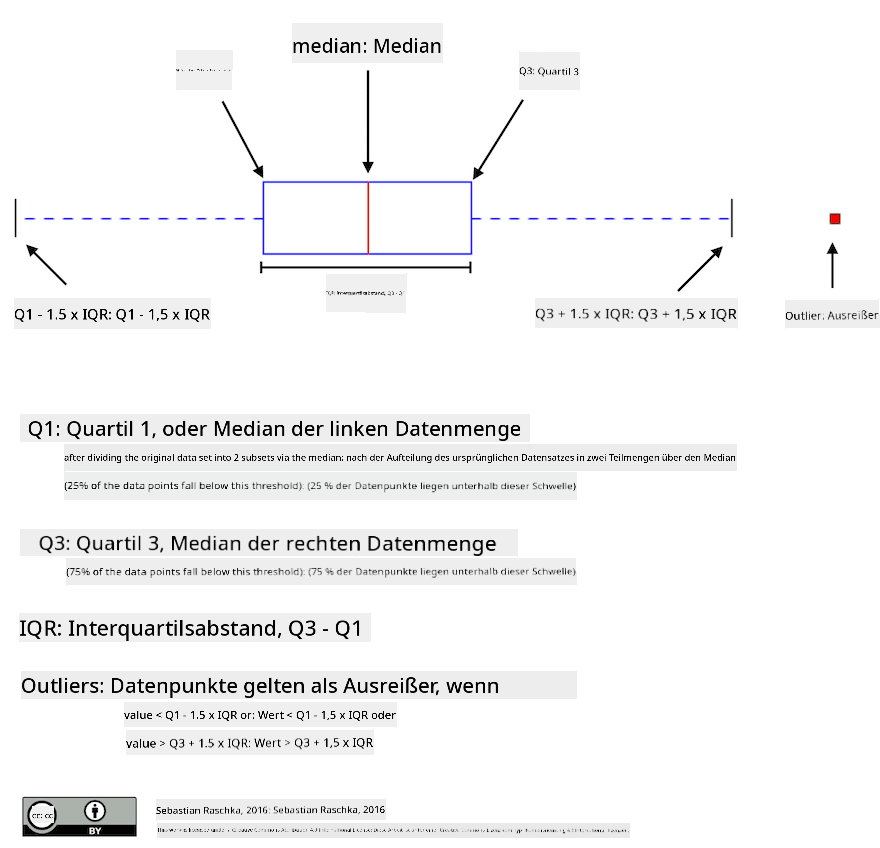 median: Median
Q3: Quartil 3
Q1 - 1.5 x IQR: Q1 - 1,5 x IQR
IQR: Interquartilsabstand, Q3 - Q1
Q3 + 1.5 x IQR: Q3 + 1,5 x IQR
Outlier: Ausreißer
Q1: Quartil 1, oder Median der linken Datenmenge
after dividing the original data set into 2 subsets via the median: nach der Aufteilung des ursprünglichen Datensatzes in zwei Teilmengen über den Median
(25% of the data points fall below this threshold): (25 % der Datenpunkte liegen unterhalb dieser Schwelle)
Q3: Quartil 3, Median der rechten Datenmenge
(75% of the data points fall below this threshold): (75 % der Datenpunkte liegen unterhalb dieser Schwelle)
IQR: Interquartilsabstand, Q3 - Q1
Outliers: Datenpunkte gelten als Ausreißer, wenn
value < Q1 - 1.5 x IQR or: Wert < Q1 - 1,5 x IQR oder
value > Q3 + 1.5 x IQR: Wert > Q3 + 1,5 x IQR
cc: cc
BY
Sebastian Raschka, 2016: Sebastian Raschka, 2016